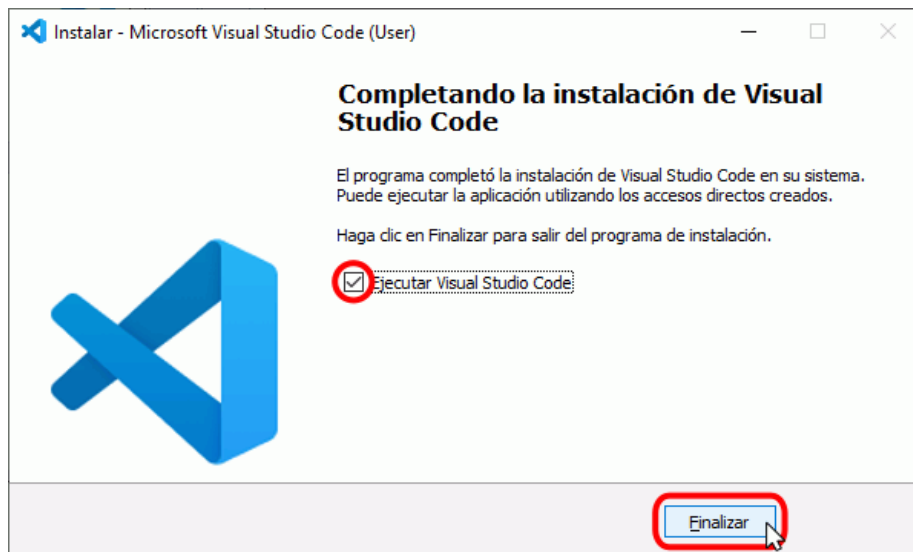 Instalar - Microsoft Visual Studio Code (User)
Completando la instalación de Visual
Studio Code
El programa completó la instalación de Visual Studio Code en su sistema.
Puede ejecutar la aplicación utilizando los accesos directos creados.
Haga clic en Finalizar para salir del programa de instalación.
Ejecutar Visual Studio Code
Finalizar